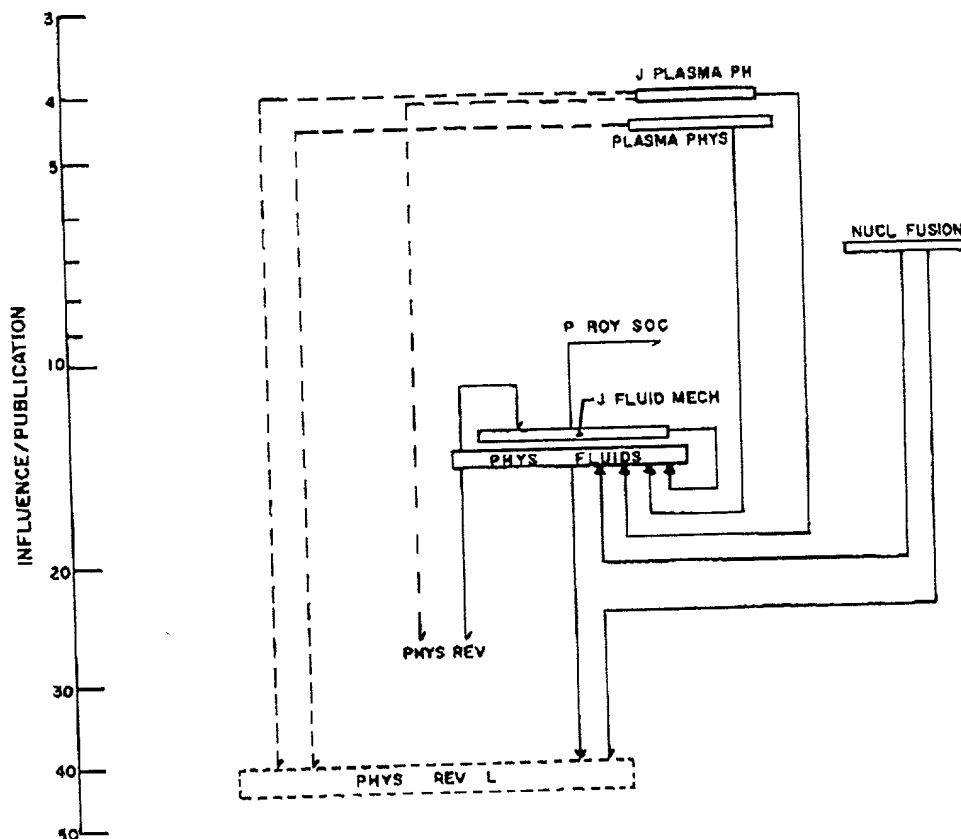 3
J PLASMA PH
4
PLASMA PHYS
5
NUCL FUSION
P ROY SOC
10
J FLUID MECH
PHYS FLUIDS
INFLUENCE/PUBLICATION
20
PHYS REV
30
40
PHYS REV L
50